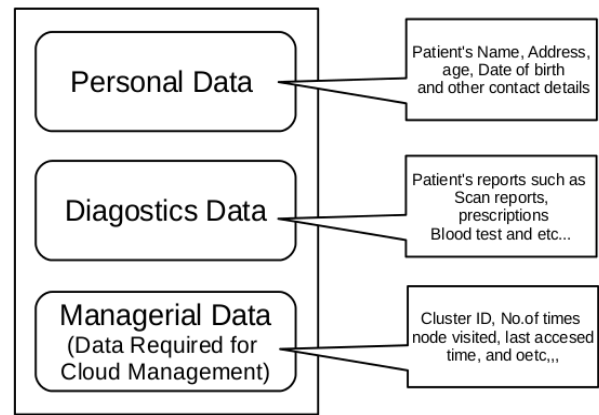 Personal Data
Patient's Name, Address,
age, Date of birth
and other contact details
Diagostics Data
Patient's reports such as
Scan reports,
prescriptions
Blood test and etc...
Managerial Data
(Data Required for
Cloud Management)
Cluster ID, No.of times
node visited, last accesed
time, and oetc,,,